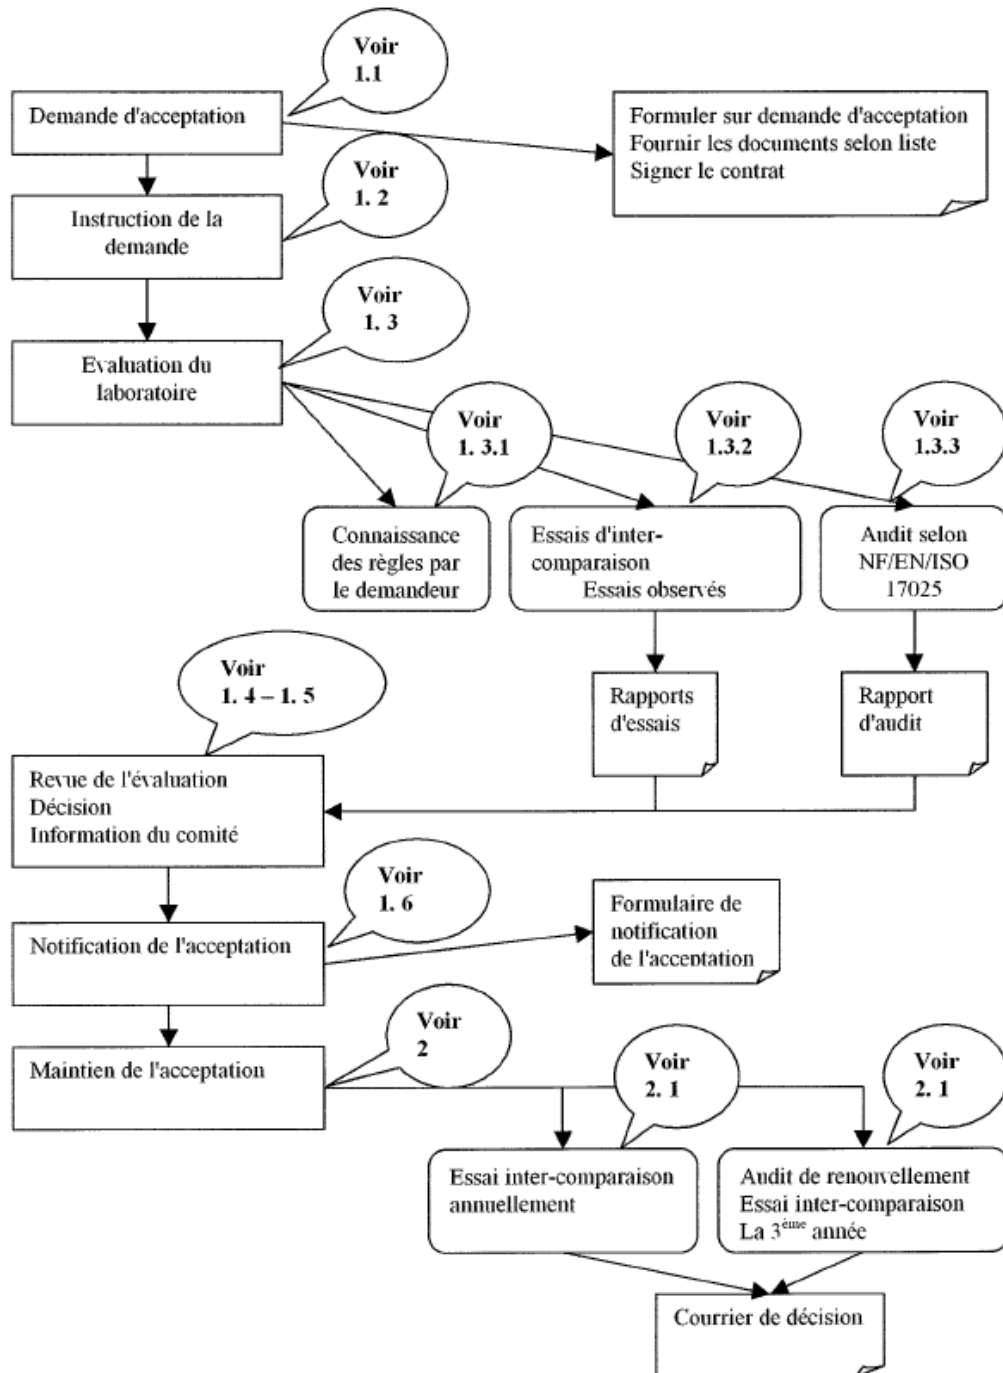 Voir
1.1
Demande d'acceptation
Formuler sur demande d'acceptation
Fournir les documents selon liste
Signer le contrat
Voir
1. 2
Instruction de la
demande
Voir
1. 3
Evaluation du
laboratoire
Voir
1. 3.1
Voir
1.3.2
Voir
1.3.3
Connaissance
des règles par
le demandeur
Essais d'inter-
comparaison
Essais observés
Audit selon
NF/EN/ISO
17025
Voir
1. 4 – 1. 5
Rapports
d'essais
Rapport
d'audit
Revue de l'évaluation
Décision
Information du comité
Voir
1. 6
Notification de l'acceptation
Formulaire de
notification
de l'acceptation
Voir
2
Maintien de l'acceptation
Voir
2. 1
Voir
2. 1
Essai inter-comparaison
annuellement
Audit de renouvellement
Essai inter-comparaison
La 3ème année
Courrier de décision